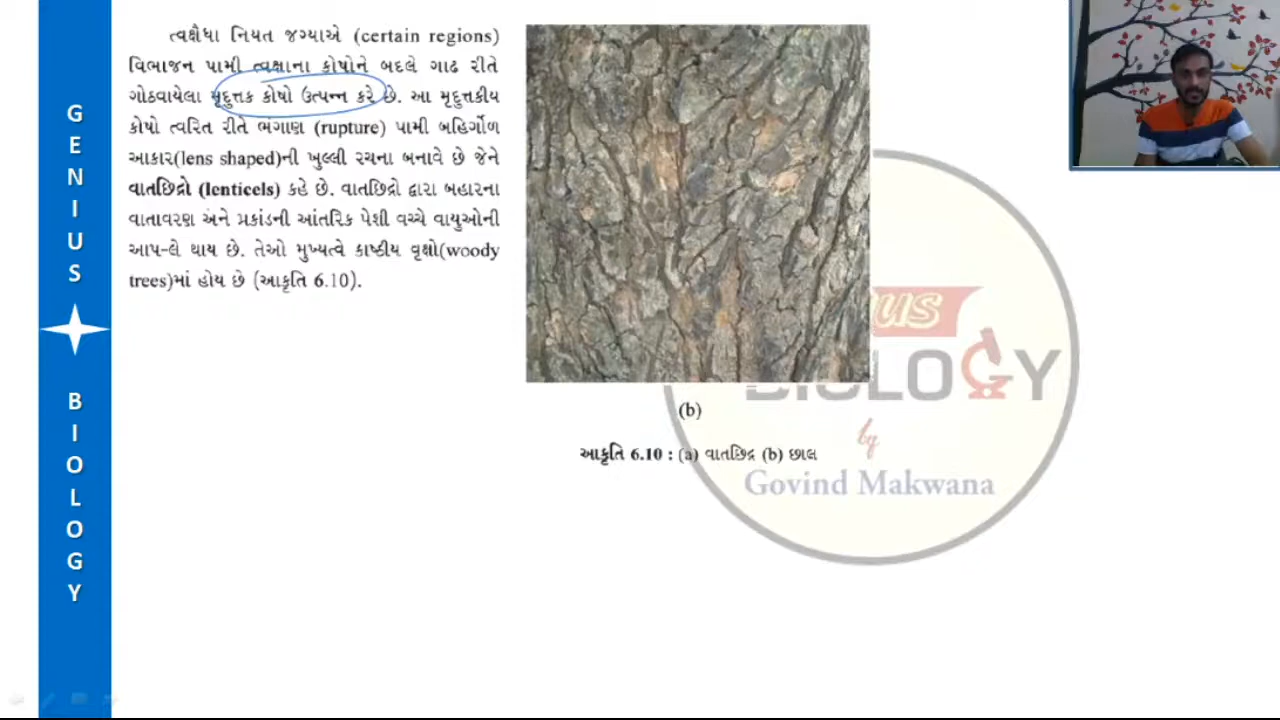 ત્વક્ષૈધા નિયત જગ્યાએ (certain regions)
વિભાજન પામી ત્વક્ષાના કોષોને બદલે ગાઢ રીતે
ગોઠવાયેલા મૃદુત્તક કોષો ઉત્પન્ન કરે છે. આ મૃદુત્તકીય
કોષો ત્વરિત રીતે ભંગાણ (rupture) પામી બહિર્ગોળ
આકાર(lens shaped)ની ખુલ્લી રચના બનાવે છે જેને
વાતછિદ્રો (lenticels) કહે છે. વાતછિદ્રો દ્વારા બહારના
વાતાવરણ અને પ્રકાંડની આંતરિક પેશી વચ્ચે વાયુઓની
આપ-લે થાય છે. તેઓ મુખ્યત્વે કાષ્ઠીય વૃક્ષો(woody
trees)માં હોય છે (આકૃતિ 6.10).
GENIUS
BIOLOGY
(b)
આકૃતિ 6.10 : (a) વાતછિદ્ર (b) છાલ
BIOLOGY
by
Govind Makwana